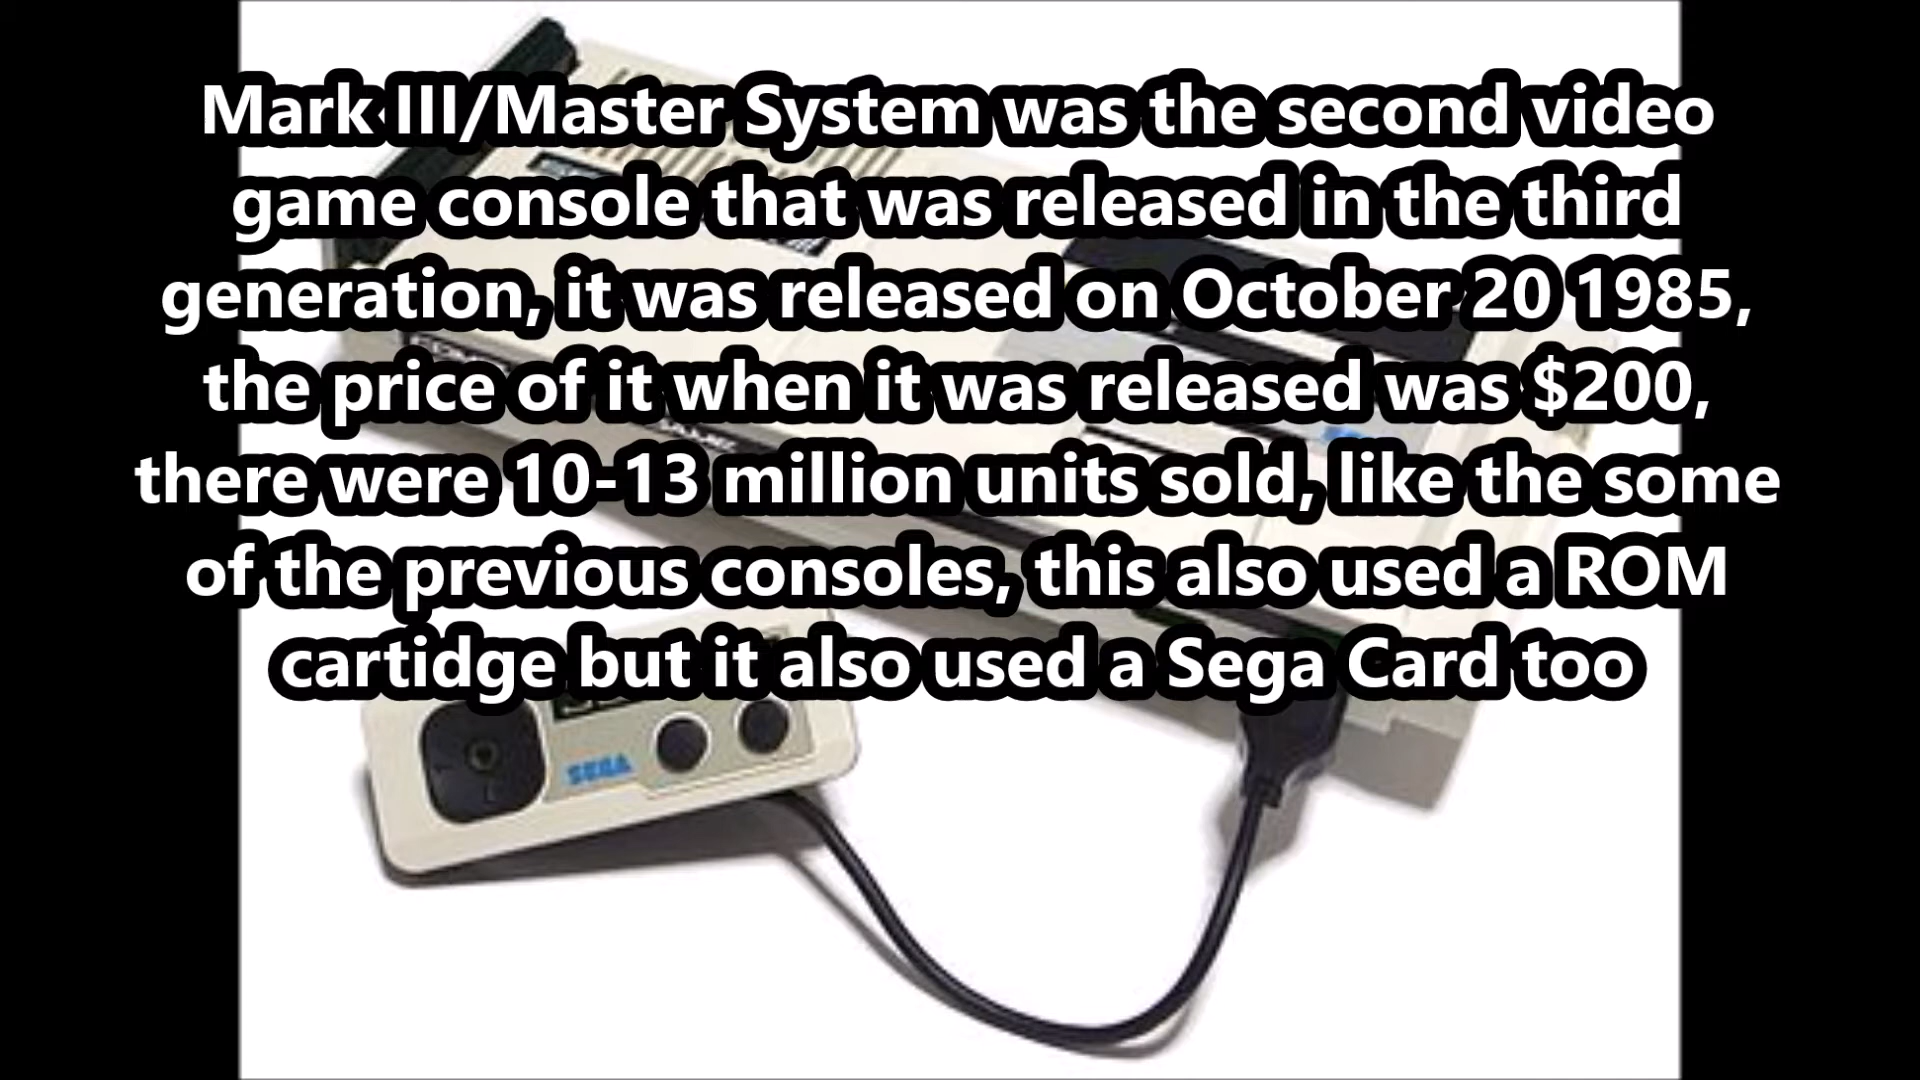 Mark III/Master System was the second video
game console that was released in the third
generation, it was released on October 20 1985,
the price of it when it was released was $200,
there were 10-13 million units sold, like the some
of the previous consoles, this also used a ROM
cartidge but it also used a Sega Card too
SEGA